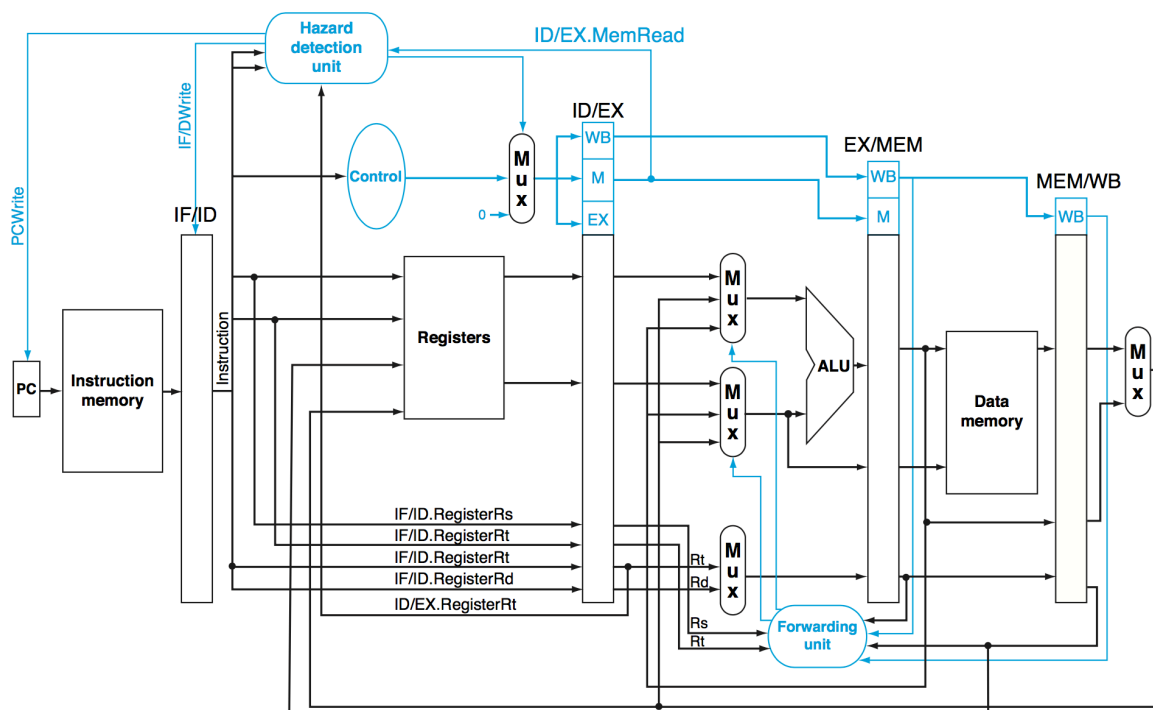 Hazard
detection
unit
ID/EX.MemRead
ID/EX
IF/DWrite
PCWrite
Control
M
u
x
0
WB
M
EX
EX/MEM
WB
M
MEM/WB
WB
IF/ID
PC
Instruction
memory
Instruction
Registers
M
u
x
M
u
x
ALU
Data
memory
M
u
x
IF/ID.RegisterRs
IF/ID.RegisterRt
IF/ID.RegisterRt
IF/ID.RegisterRd
ID/EX.RegisterRt
Rt
Rd
M
u
x
Rs
Rt
Forwarding
unit